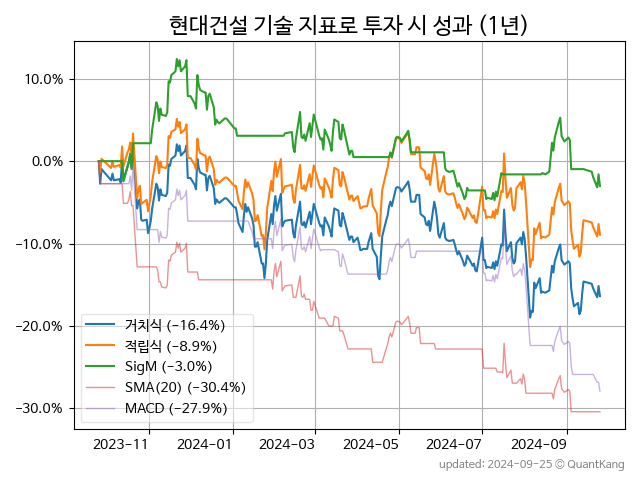 현대건설 기술 지표로 투자 시 성과 (1년)
10.0%
0.0%
−10.0%
−20.0%
−30.0%
거치식 (−16.4%)
적립식 (−8.9%)
SigM (−3.0%)
SMA(20) (−30.4%)
MACD (−27.9%)
2023−11 2024−01 2024−03 2024−05 2024−07 2024−09
updated: 2024−09−25 © QuantKang